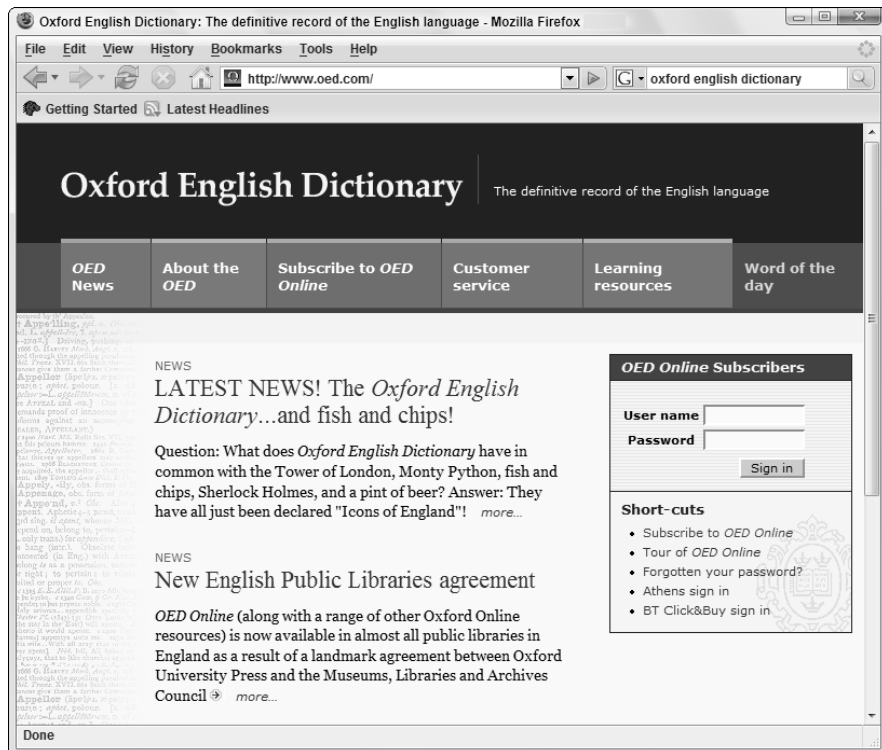 Oxford English Dictionary: The definitive record of the English language - Mozilla Firefox
File Edit View History Bookmarks Tools Help
http://www.oed.com/ G oxford english dictionary
Getting Started Latest Headlines
Oxford English Dictionary The definitive record of the English language
OED About the Subscribe to OED Customer Learning Word of the
News OED Online service resources day
NEWS
LATEST NEWS! The Oxford English
Dictionary...and fish and chips!
Question: What does Oxford English Dictionary have in
common with the Tower of London, Monty Python, fish and
chips, Sherlock Holmes, and a pint of beer? Answer: They
have all just been declared "Icons of England"! more...
NEWS
New English Public Libraries agreement
OED Online (along with a range of other Oxford Online
resources) is now available in almost all public libraries in
England as a result of a landmark agreement between Oxford
University Press and the Museums, Libraries and Archives
Council more...
OED Online Subscribers
User name
Password
Sign in
Short-cuts
• Subscribe to OED Online
• Tour of OED Online
• Forgotten your password?
• Athens sign in
• BT Click&Buy sign in
Done